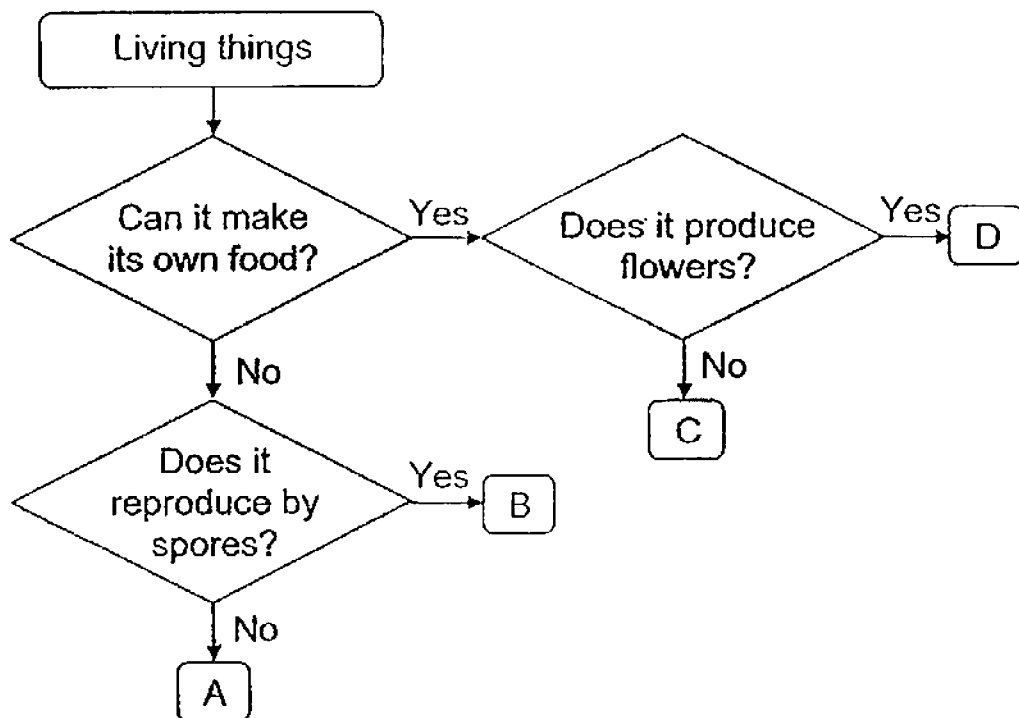 Living things
Can it make
its own food?
Yes
Does it produce
flowers?
Yes
D
No
C
No
Does it
reproduce by
spores?
Yes
B
No
A